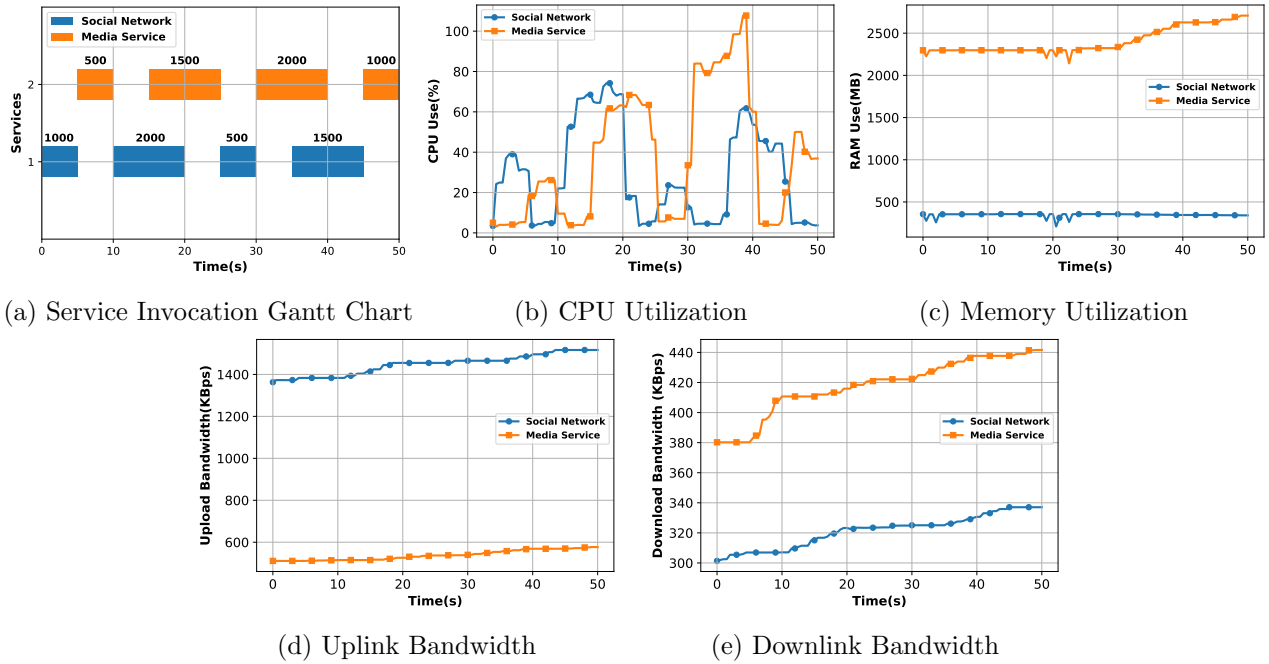 Social Network
Media Service
500 1500 2000 1000
1000 2000 500 1500
2
1
Services
0 10 20 30 40 50
Time(s)
(a) Service Invocation Gantt Chart
Social Network
Media Service
100
80
60
40
20
0
CPU Use(%)
0 10 20 30 40 50
Time(s)
(b) CPU Utilization
2500
2000
1500
1000
500
RAM Use(MB)
Social Network
Media Service
0 10 20 30 40 50
Time(s)
(c) Memory Utilization
1400
1200
1000
800
600
Upload Bandwidth(KBps)
Social Network
Media Service
0 10 20 30 40 50
Time(s)
(d) Uplink Bandwidth
440
420
400
380
360
340
320
300
Download Bandwidth (KBps)
Social Network
Media Service
0 10 20 30 40 50
Time(s)
(e) Downlink Bandwidth